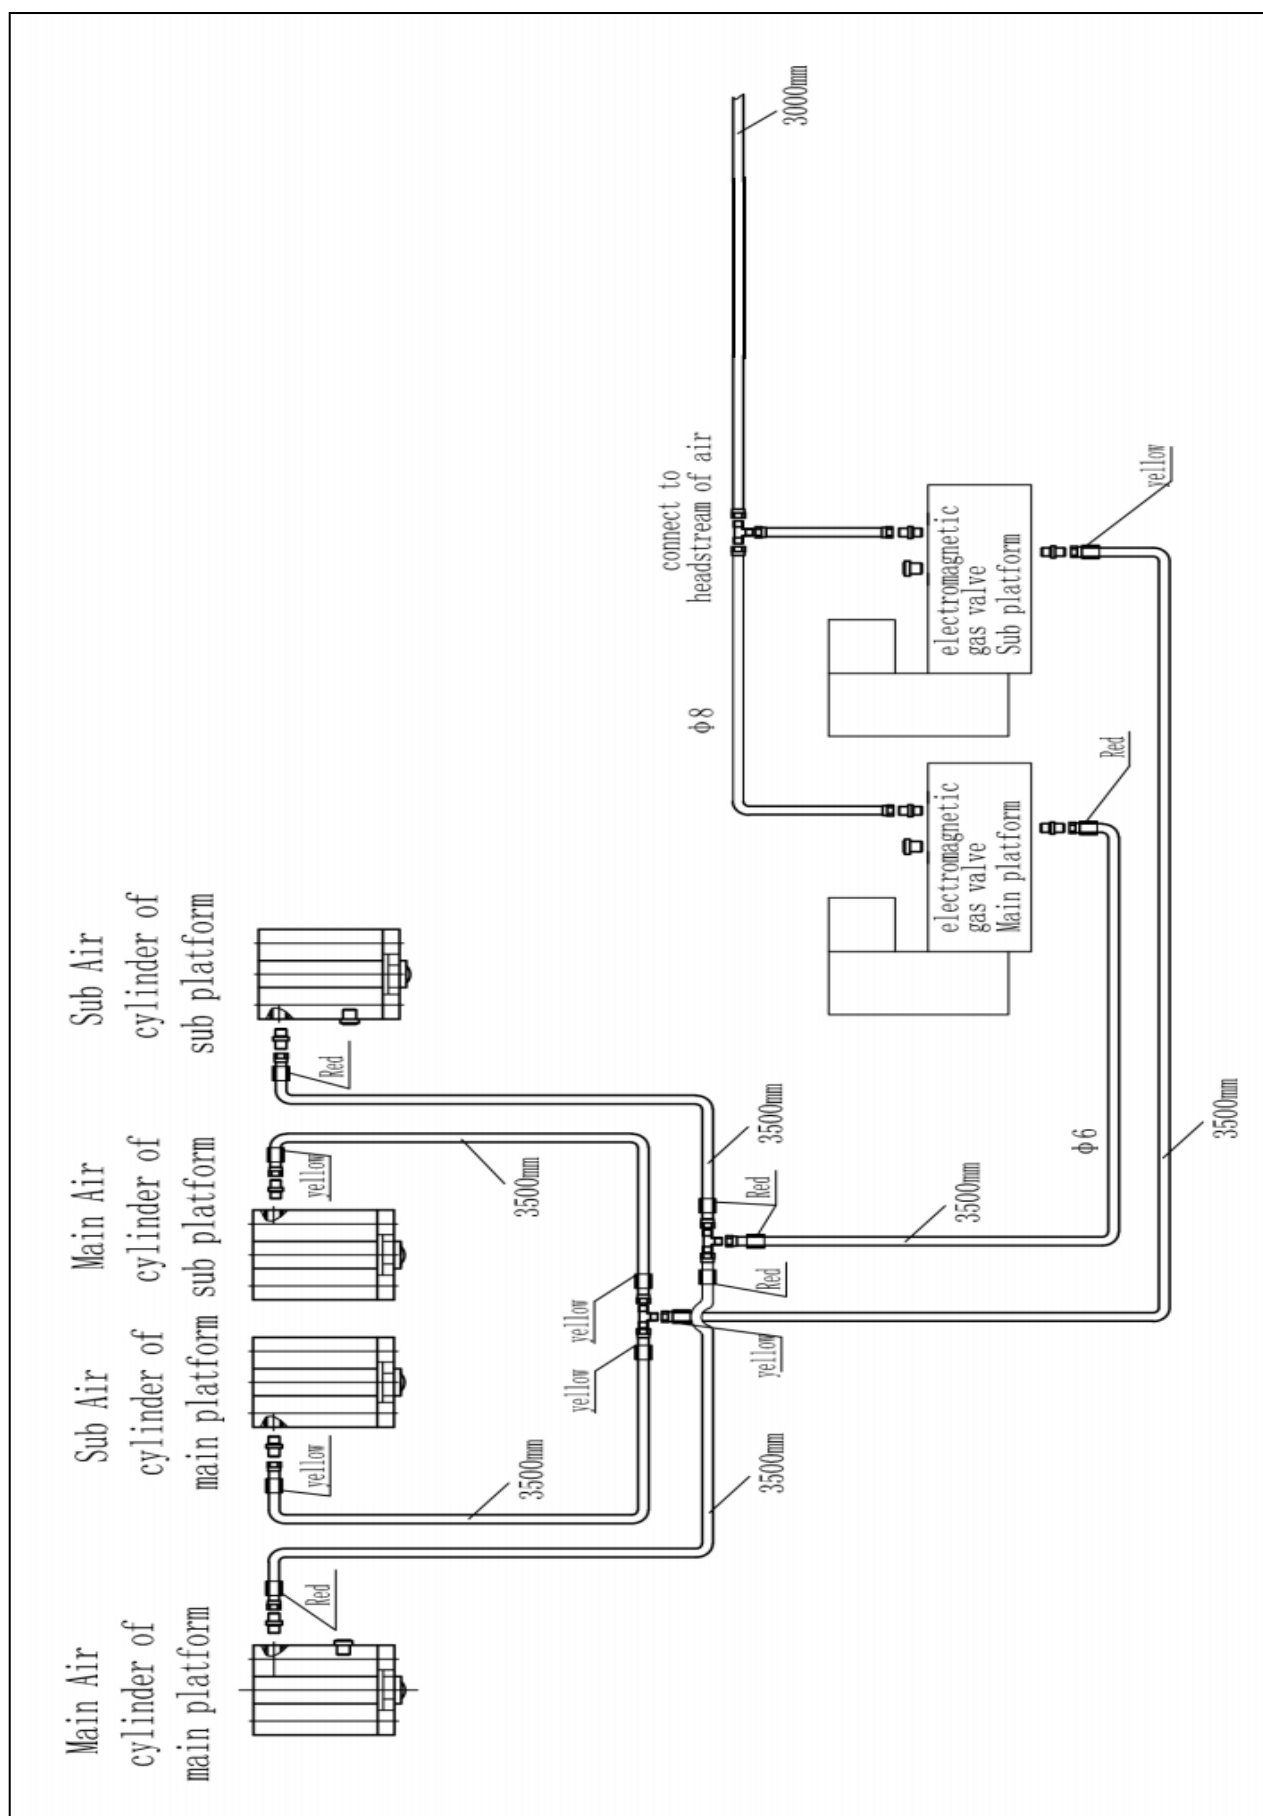 Main Air
cylinder of
main platform
Sub Air
cylinder of
main platform
Main Air
cylinder of
sub platform
Sub Air
cylinder of
sub platform
Red
yellow
yellow
Red
3500mm
3500mm
yellow
yellow
3500mm
yellow
Red
Red
3500mm
3500mm
Φ6
3500mm
Φ8
connect to
headstream of air
3000mm
electromagnetic
gas valve
Main platform
Red
electromagnetic
gas valve
Sub platform
yellow